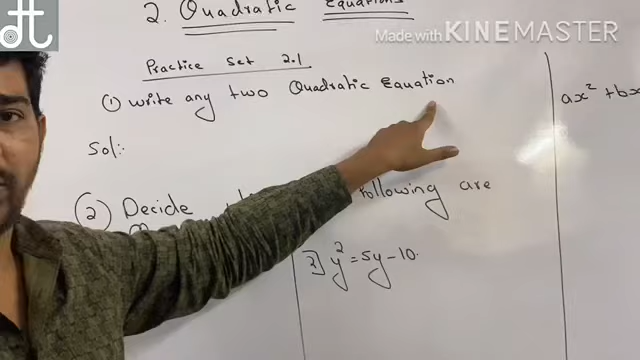 2. Quadratic Equations
Made with KINEMASTER
Practice Set 2.1
① write any two Quadratic Equation
Sol:
② Decide following are
2] y² = 5y - 10.
ax² + bx